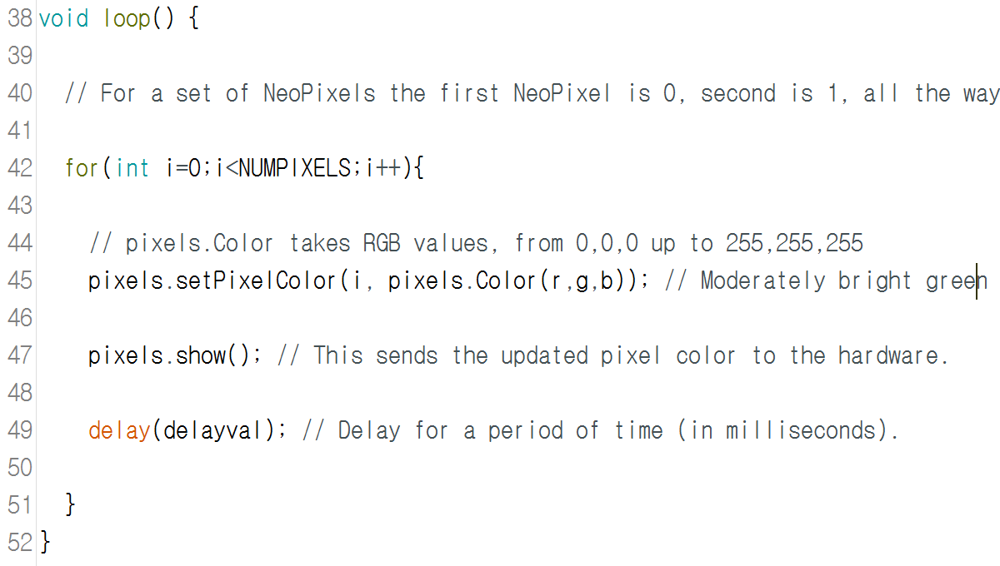 38 void loop() {
39
40 // For a set of NeoPixels the first NeoPixel is 0, second is 1, all the way
41
42 for(int i=0;i<NUMPIXELS;i++){
43
44 // pixels.Color takes RGB values, from 0,0,0 up to 255,255,255
45 pixels.setPixelColor(i, pixels.Color(r,g,b)); // Moderately bright green
46
47 pixels.show(); // This sends the updated pixel color to the hardware.
48
49 delay(delayval); // Delay for a period of time (in milliseconds).
50
51 }
52 }